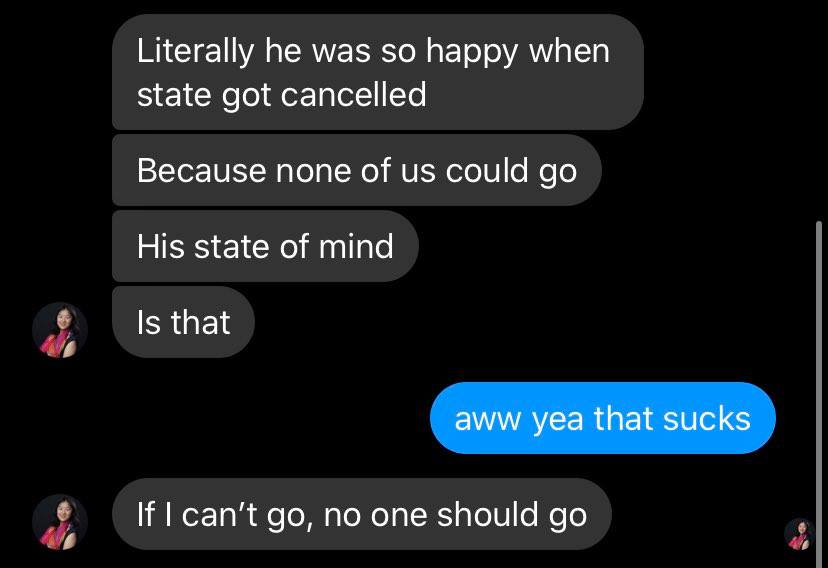 Literally he was so happy when
state got cancelled
Because none of us could go
His state of mind
Is that
aww yea that sucks
If I can’t go, no one should go